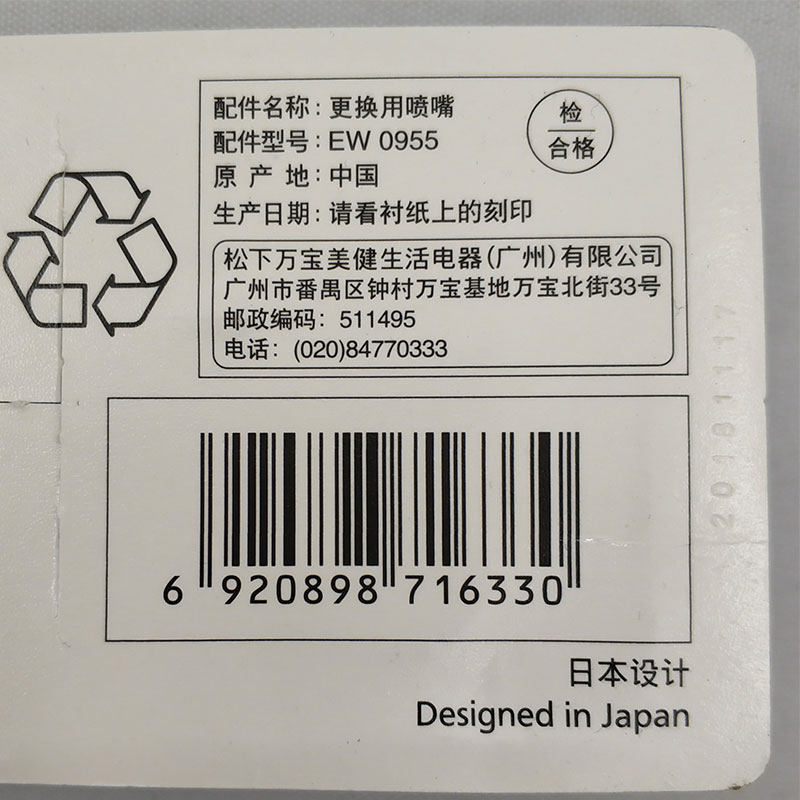 配件名称：更换用喷嘴
配件型号：EW 0955
原 产 地：中国
生产日期：请看衬纸上的刻印
检
合格
松下万宝美健生活电器(广州)有限公司
广州市番禺区钟村万宝基地万宝北街33号
邮政编码：511495
电话：(020)84770333
20181117
6 920898 716330
日本设计
Designed in Japan